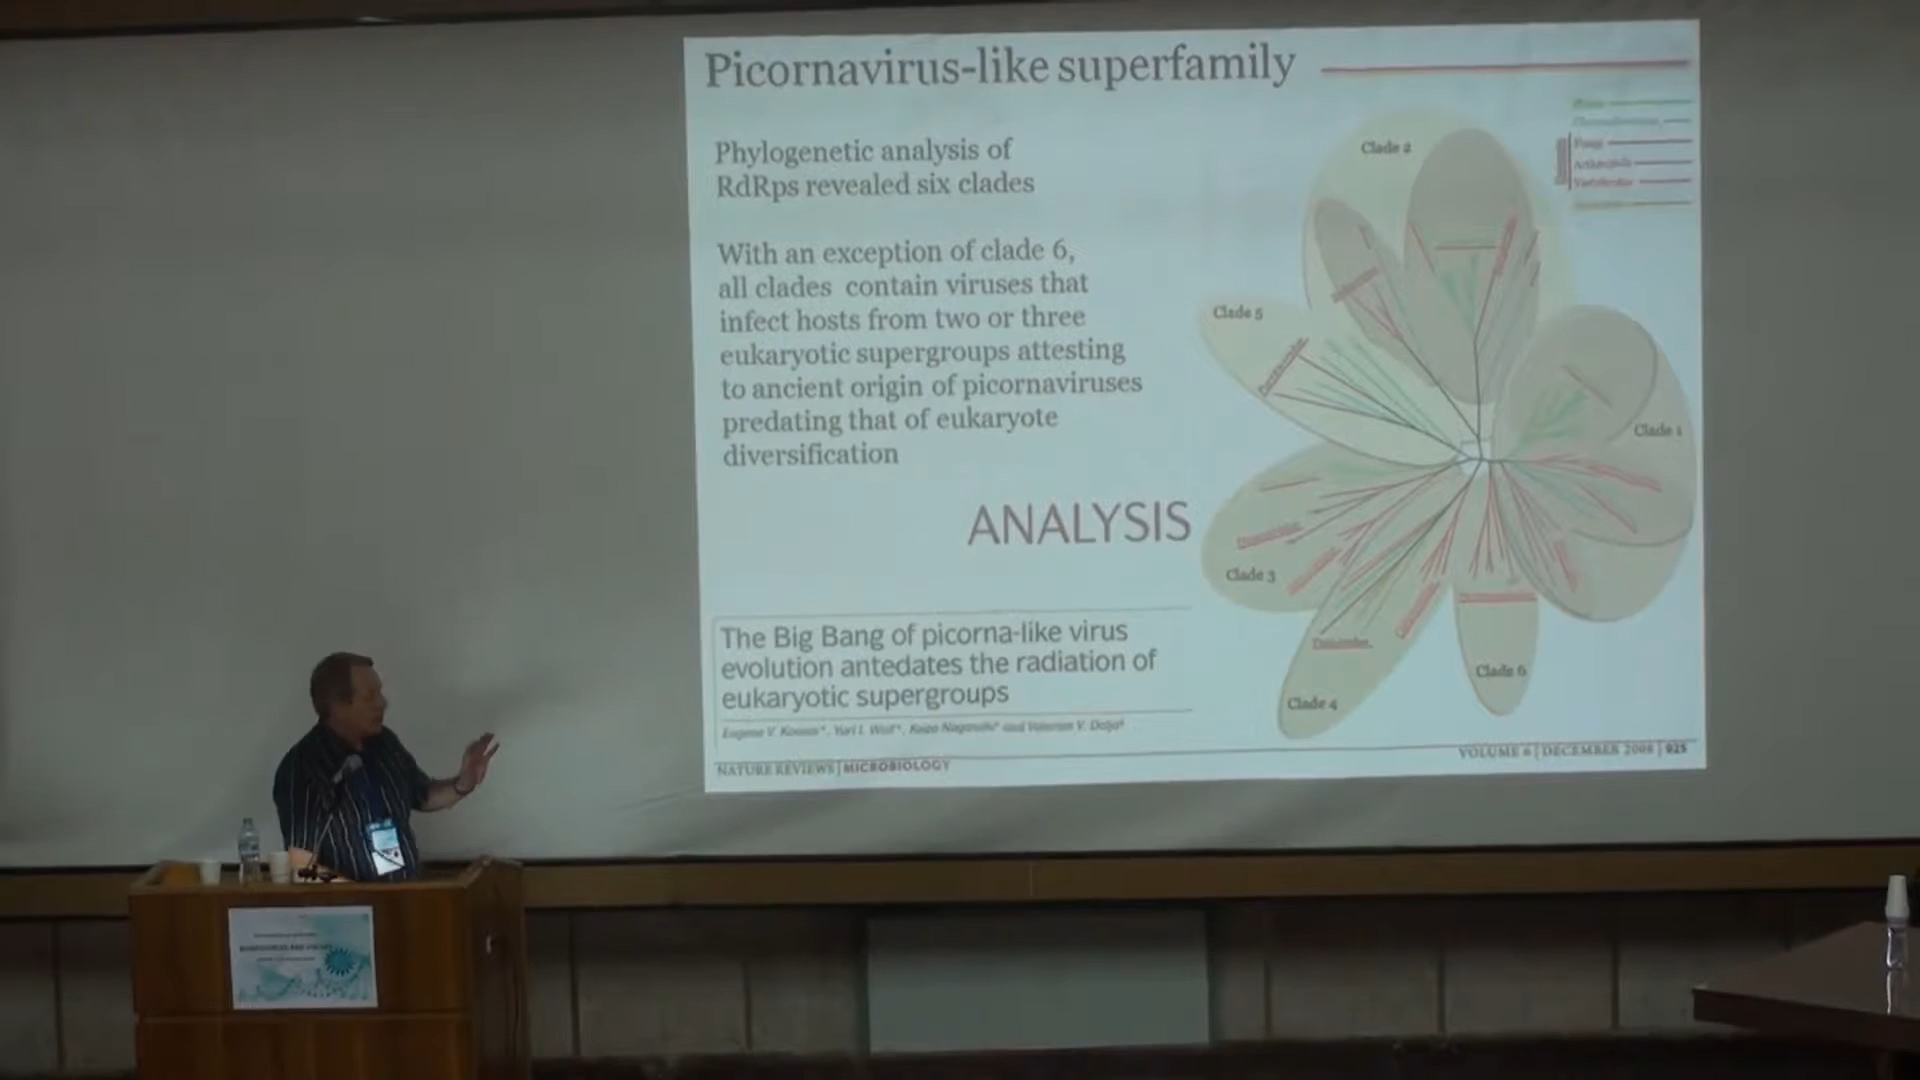 Picornavirus-like superfamily
Phylogenetic analysis of
RdRps revealed six clades
With an exception of clade 6,
all clades contain viruses that
infect hosts from two or three
eukaryotic supergroups attesting
to ancient origin of picornaviruses
predating that of eukaryote
diversification
ANALYSIS
The Big Bang of picorna-like virus
evolution antedates the radiation of
eukaryotic supergroups
NATURE REVIEWS | MICROBIOLOGY
VOLUME 6 | DECEMBER 2008 | 925
Clade 2
Fungi
Clade 5
Clade 1
Clade 3
Clade 6
Clade 4